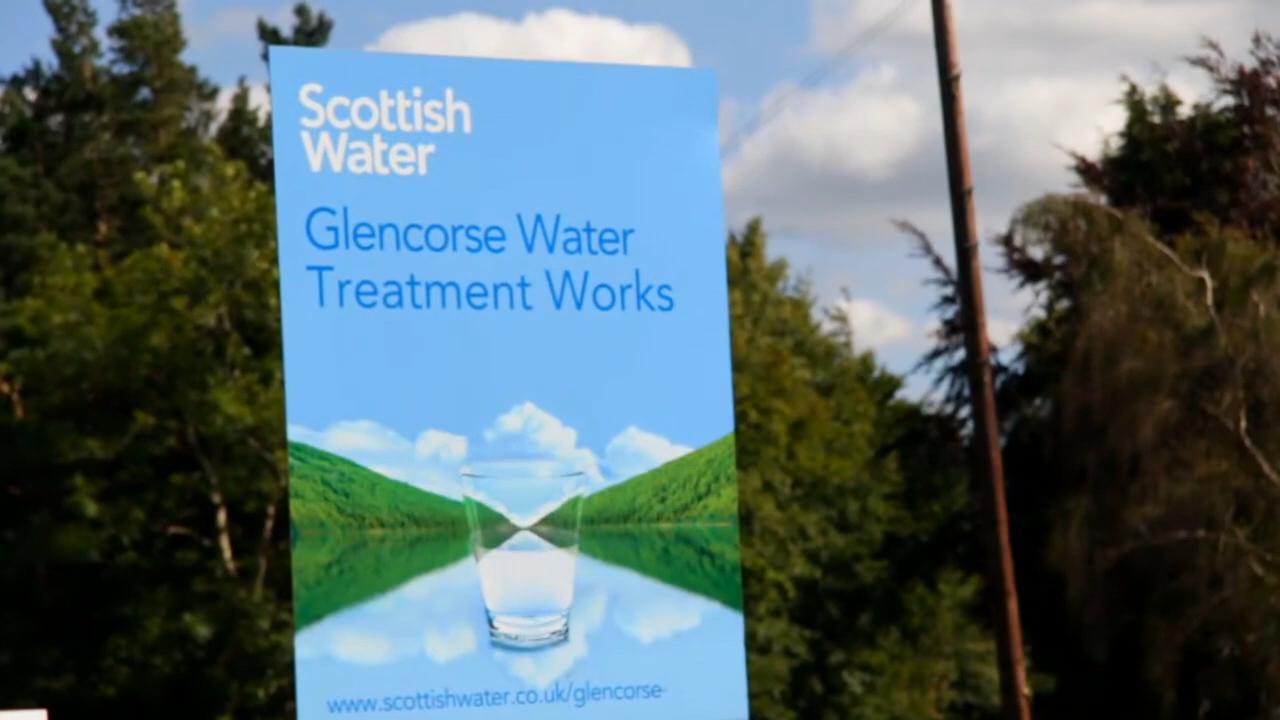 Scottish
Water
Glencorse Water
Treatment Works
www.scottishwater.co.uk/glencorse-